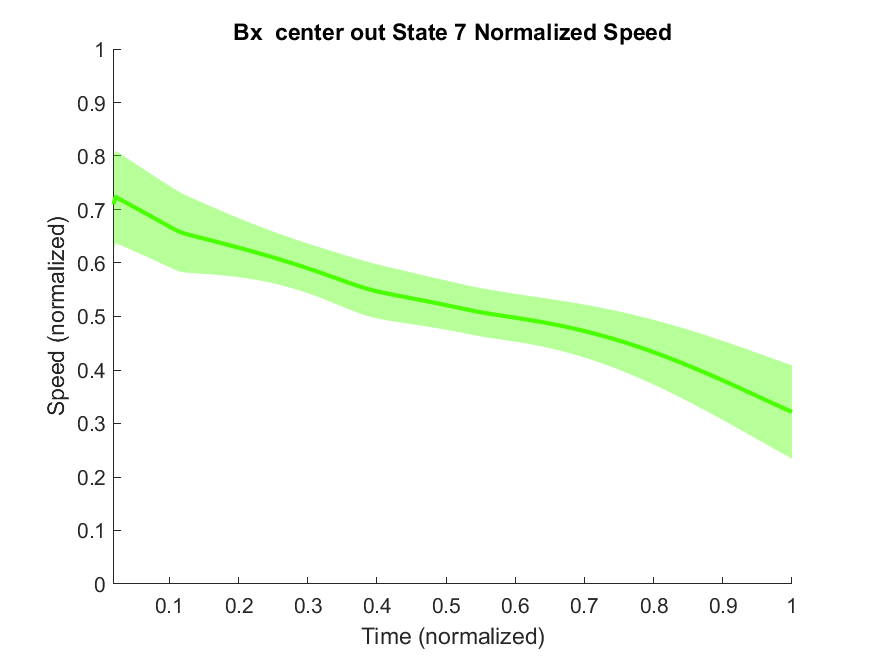 Bx  center out State 7 Normalized Speed
1
0.9
0.8
0.7
0.6
0.5
0.4
0.3
0.2
0.1
0
Speed (normalized)
0.1 0.2 0.3 0.4 0.5 0.6 0.7 0.8 0.9 1
Time (normalized)